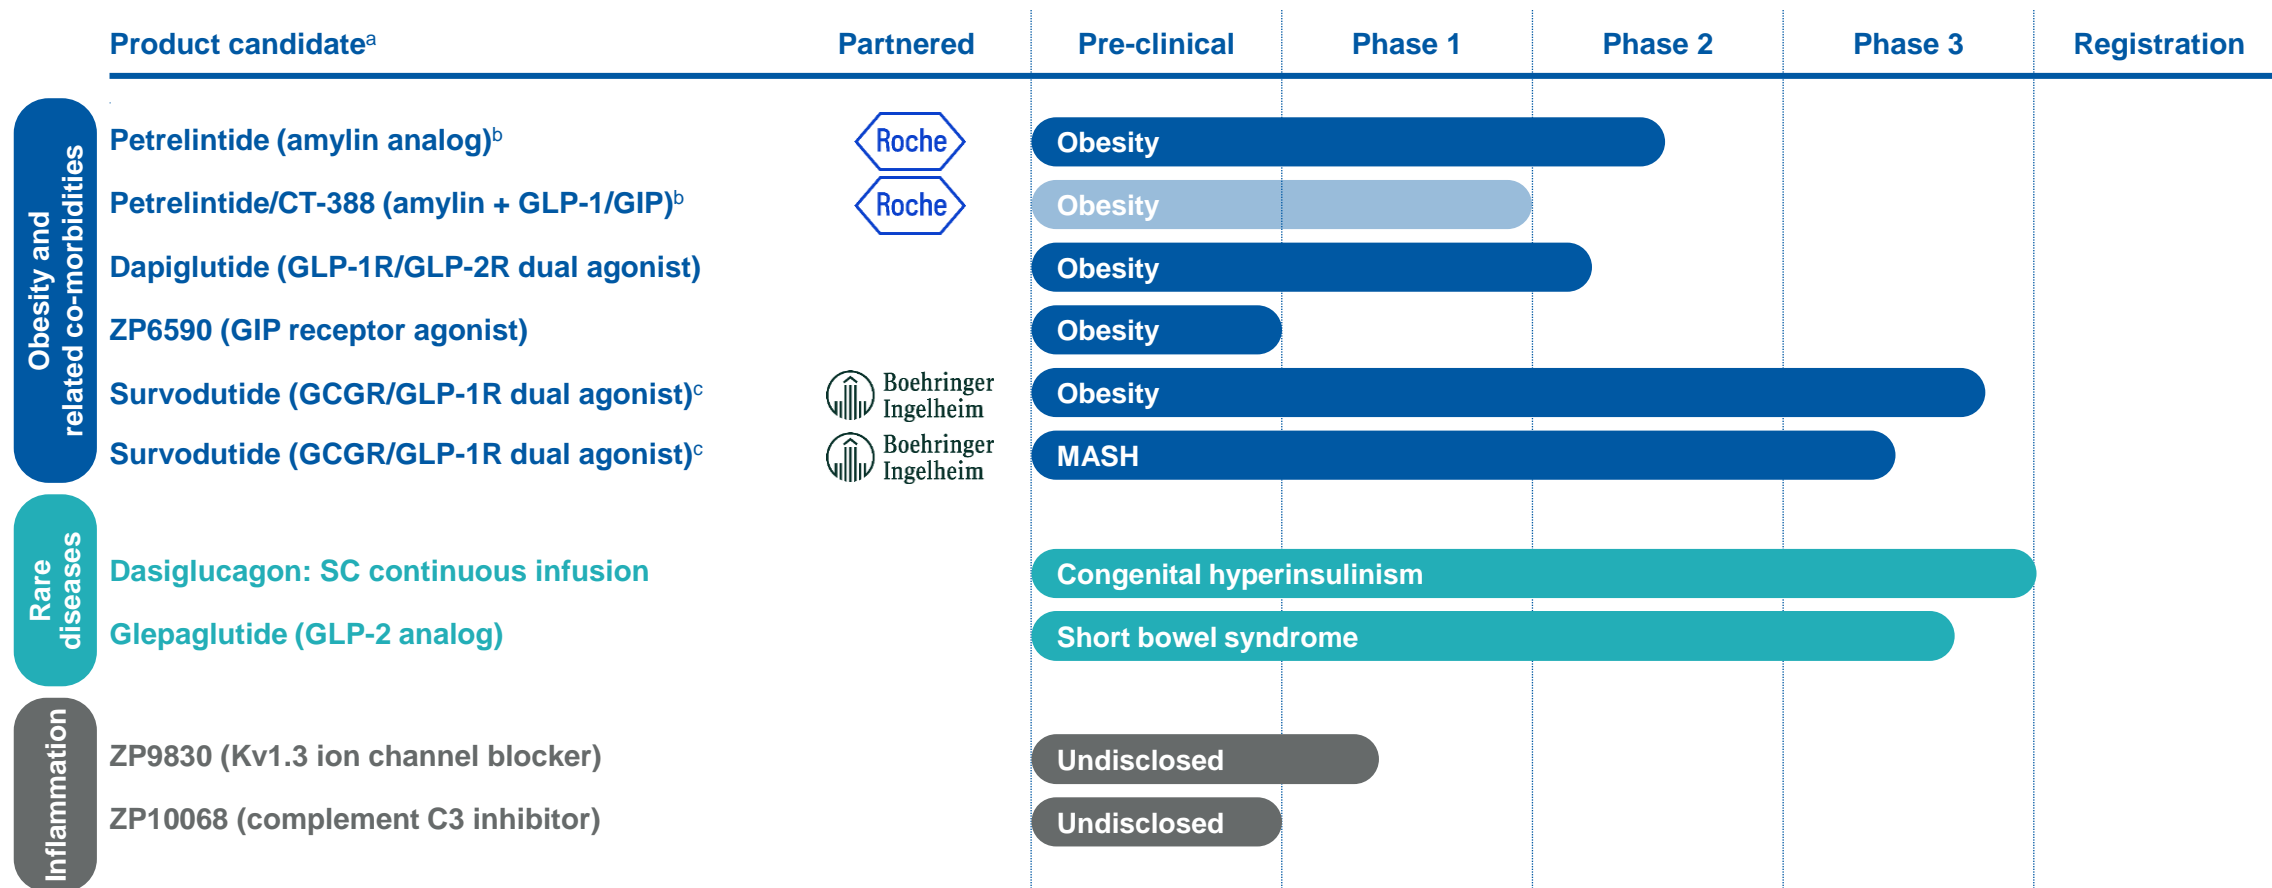 Product candidateᵃ Partnered Pre-clinical Phase 1 Phase 2 Phase 3 Registration
Obesity and
related co-morbidities
Petrelintide (amylin analog)ᵇ Roche Obesity
Petrelintide/CT-388 (amylin + GLP-1/GIP)ᵇ Roche Obesity
Dapiglutide (GLP-1R/GLP-2R dual agonist) Obesity
ZP6590 (GIP receptor agonist) Obesity
Survodutide (GCGR/GLP-1R dual agonist)ᶜ Boehringer Ingelheim Obesity
Survodutide (GCGR/GLP-1R dual agonist)ᶜ Boehringer Ingelheim MASH
Rare
diseases
Dasiglucagon: SC continuous infusion Congenital hyperinsulinism
Glepaglutide (GLP-2 analog) Short bowel syndrome
Inflammation
ZP9830 (Kv1.3 ion channel blocker) Undisclosed
ZP10068 (complement C3 inhibitor) Undisclosed